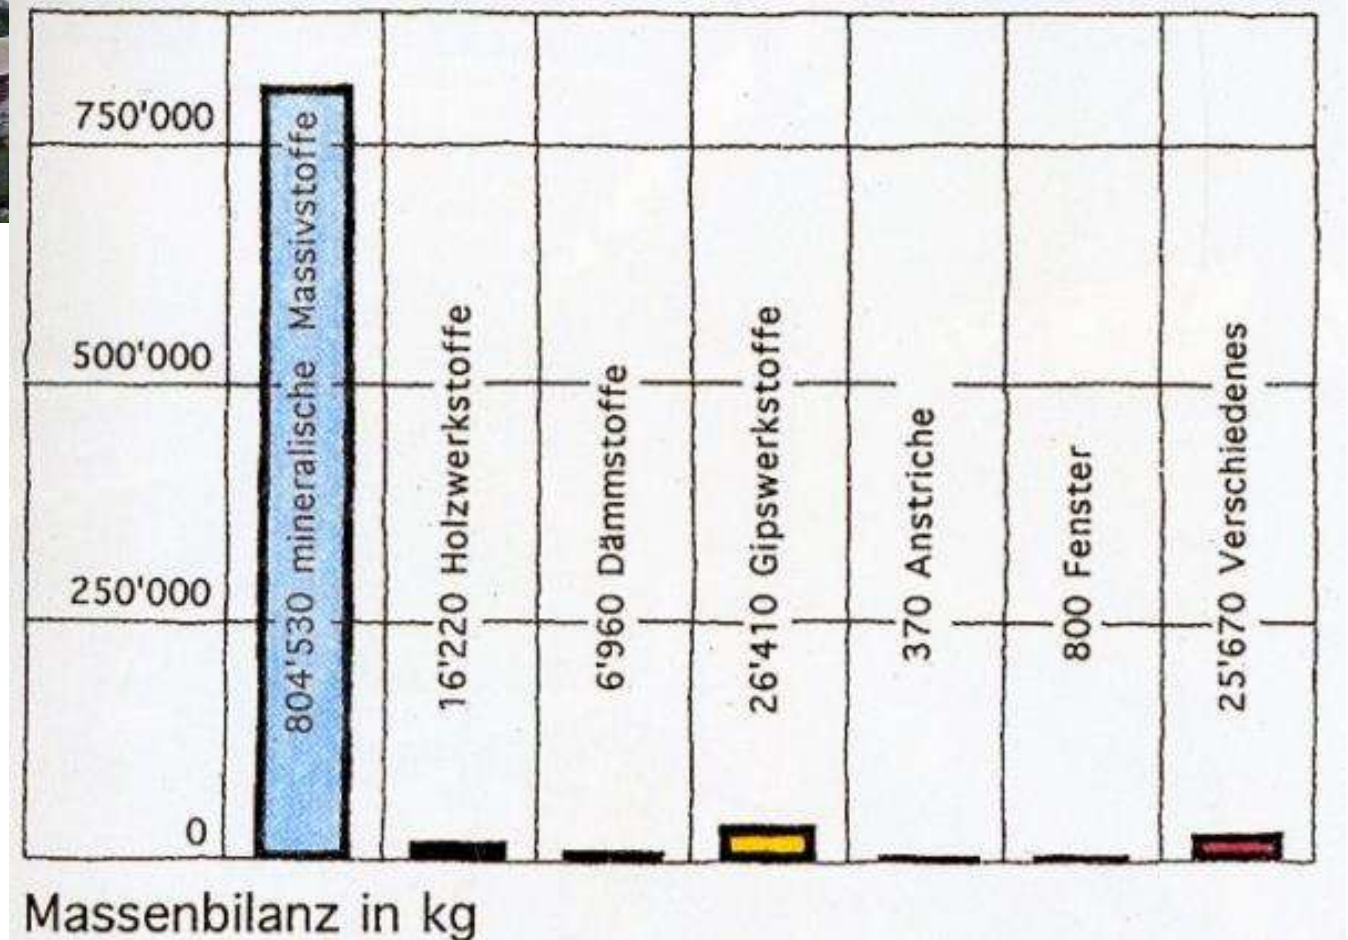 750'000
500'000
250'000
0
804'530 mineralische Massivstoffe
16'220 Holzwerkstoffe
6'960 Dämmstoffe
26'410 Gipswerkstoffe
370 Anstriche
800 Fenster
25'670 Verschiedenes
Massenbilanz in kg